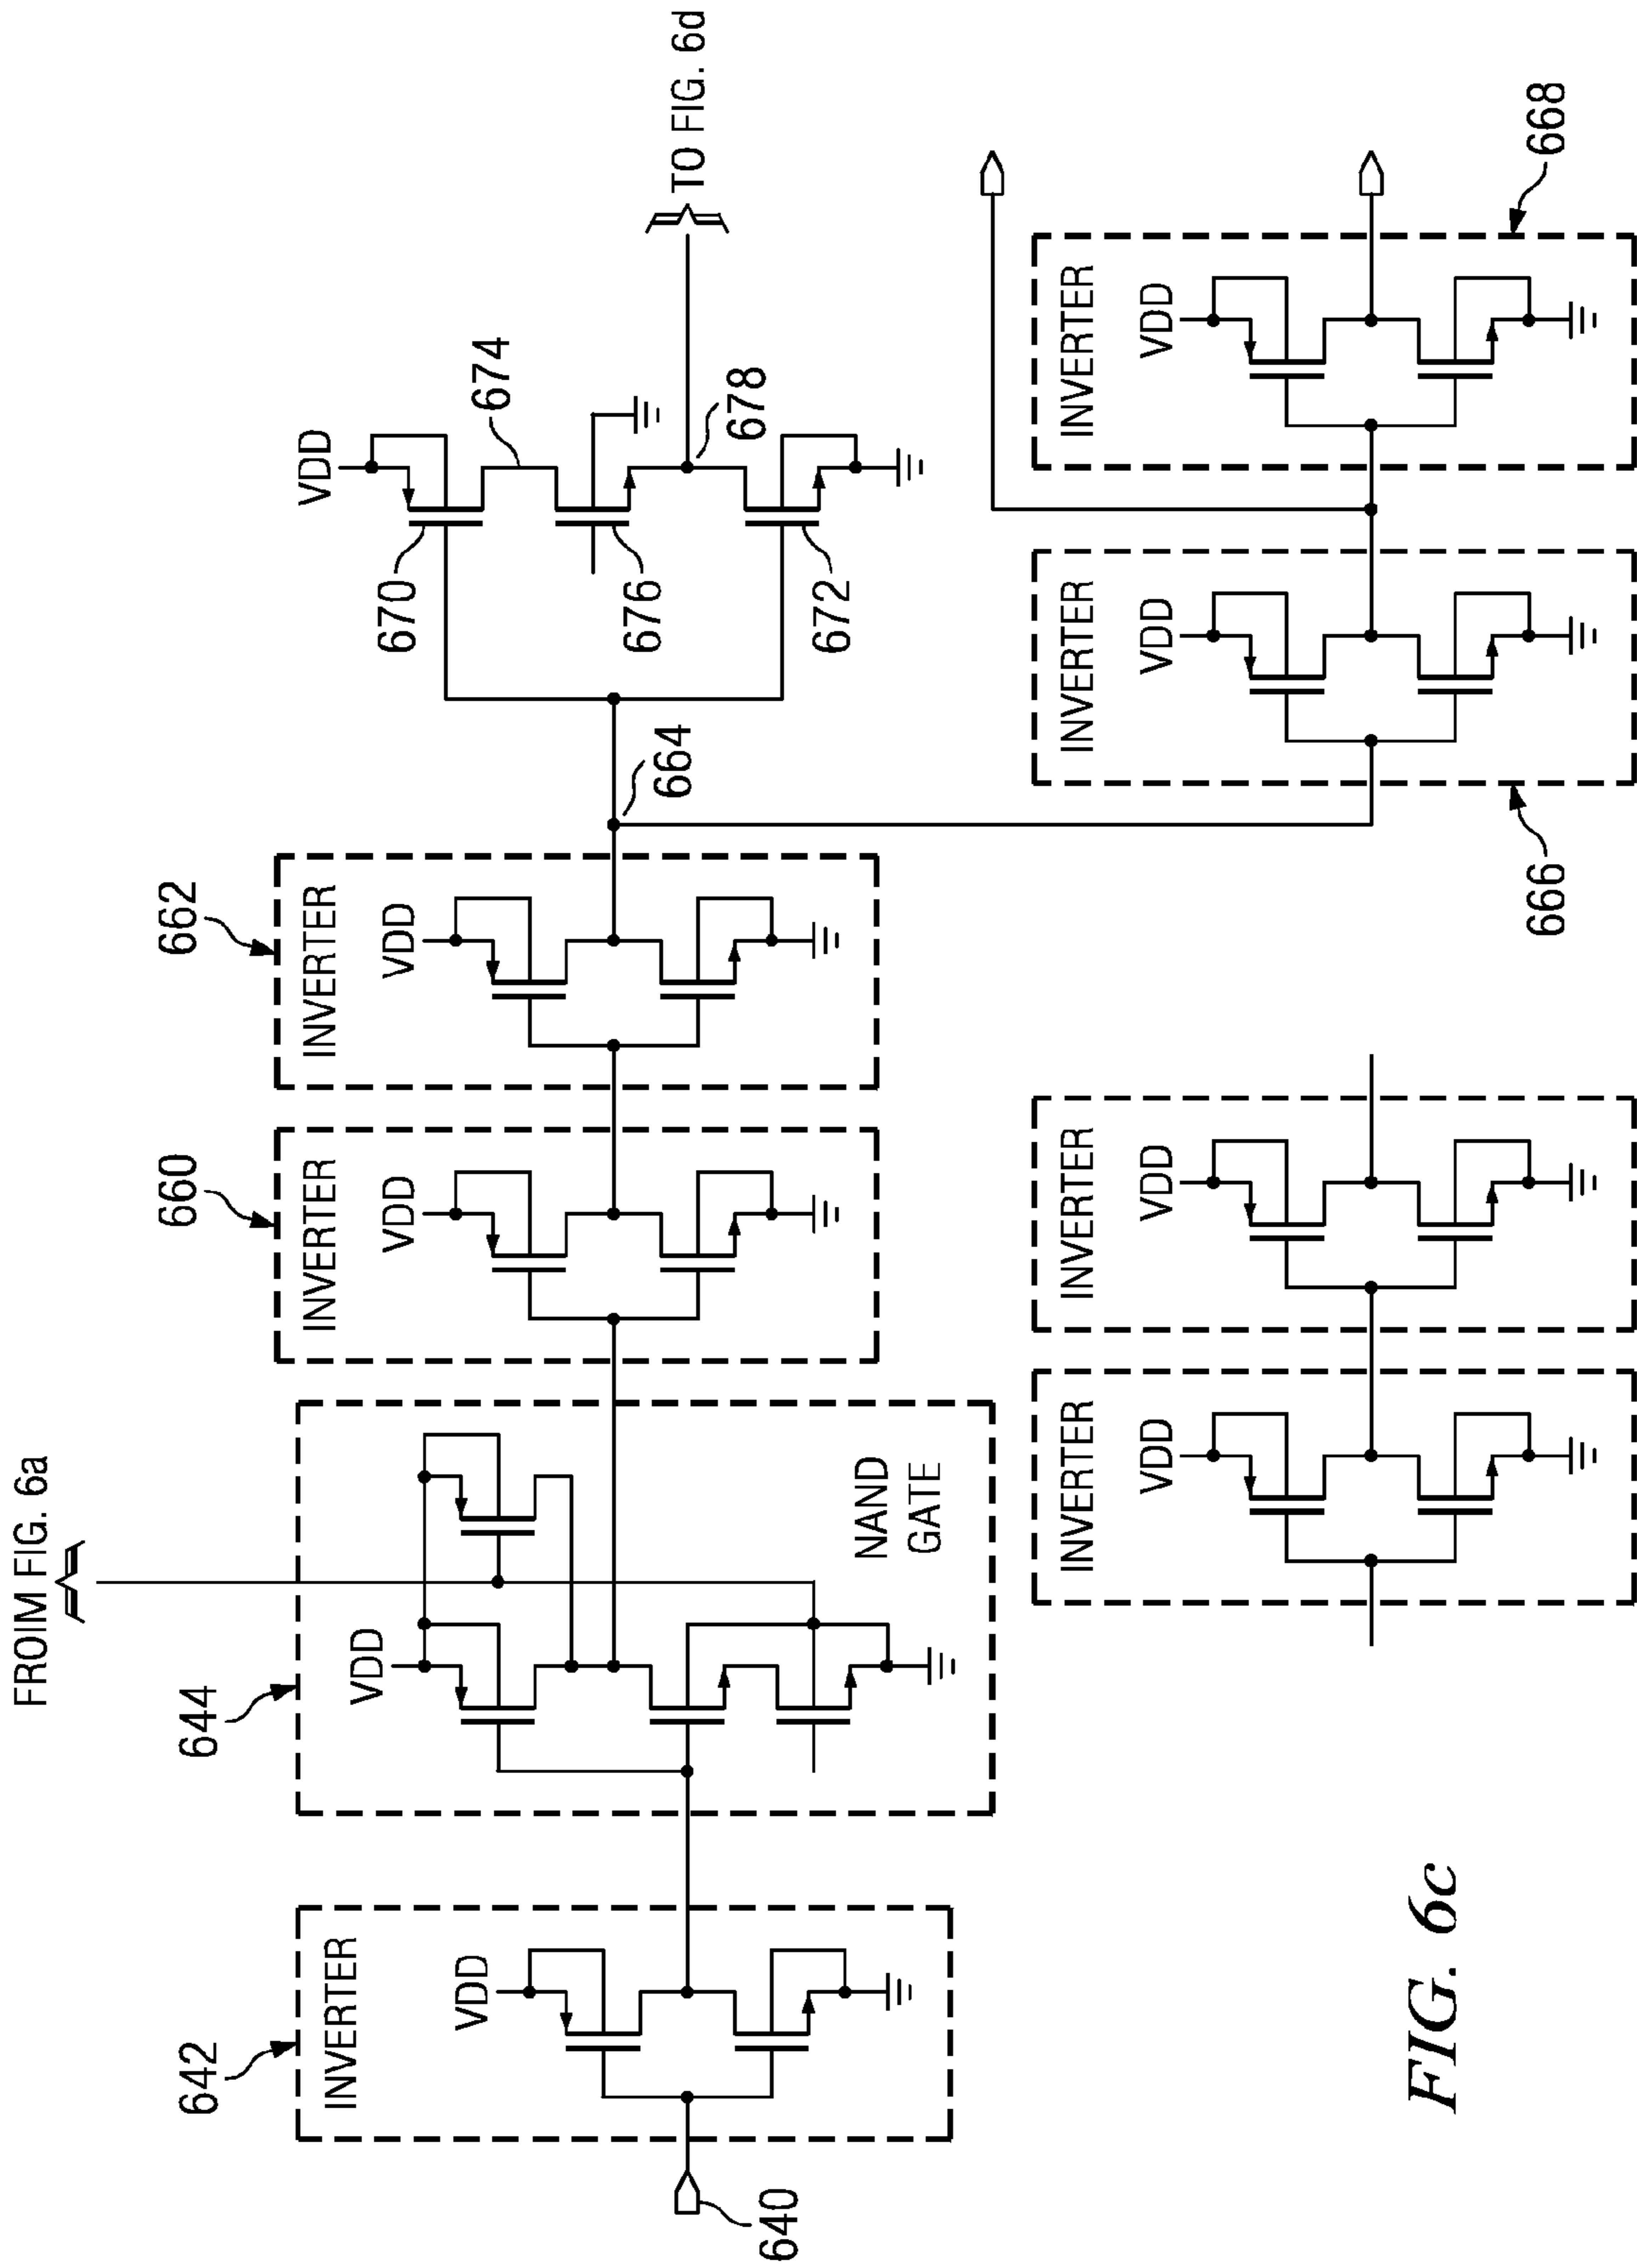 FROIM FIG. 6a
TO FIG. 6d
642
INVERTER
VDD
640
644
VDD
NAND
GATE
660
INVERTER
VDD
662
INVERTER
VDD
664
VDD
670
674
676
678
672
INVERTER
VDD
INVERTER
VDD
INVERTER
VDD
666
INVERTER
VDD
668
FIG. 6c